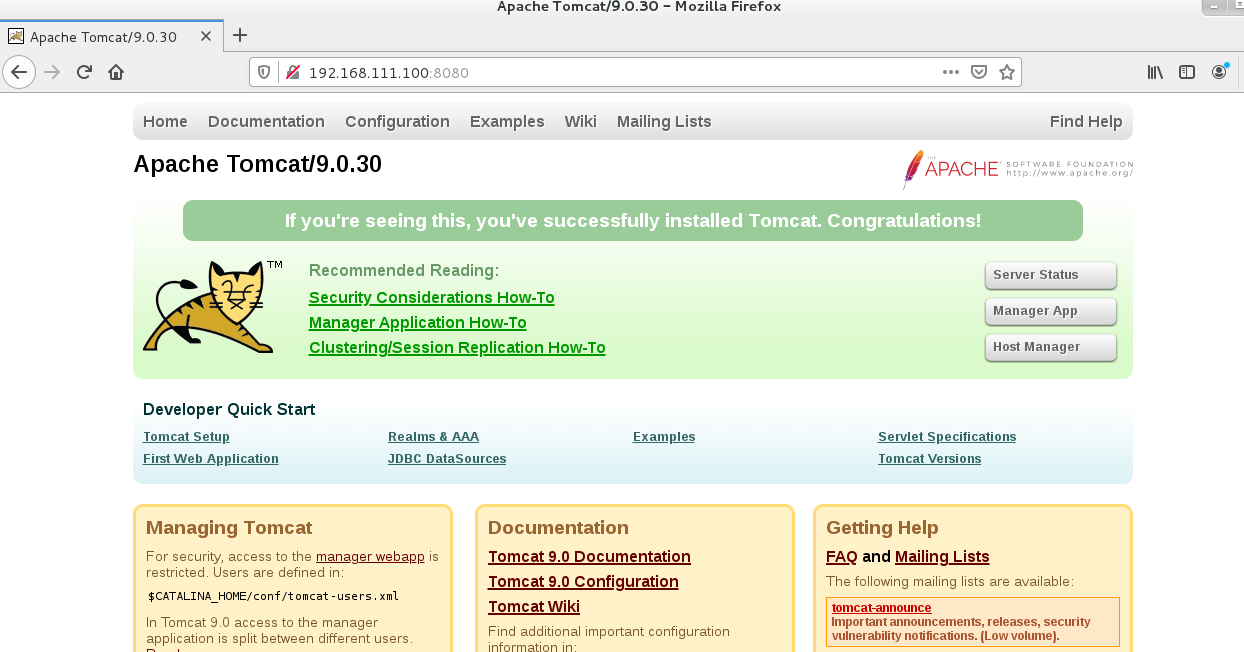 Apache Tomcat/9.0.30 - Mozilla Firefox
Apache Tomcat/9.0.30
192.168.111.100:8080
Home Documentation Configuration Examples Wiki Mailing Lists Find Help
Apache Tomcat/9.0.30
THE APACHE SOFTWARE FOUNDATION
http://www.apache.org/
If you're seeing this, you've successfully installed Tomcat. Congratulations!
TM
Recommended Reading:
Security Considerations How-To
Manager Application How-To
Clustering/Session Replication How-To
Server Status
Manager App
Host Manager
Developer Quick Start
Tomcat Setup Realms & AAA Examples Servlet Specifications
First Web Application JDBC DataSources Tomcat Versions
Managing Tomcat
For security, access to the manager webapp is
restricted. Users are defined in:
$CATALINA_HOME/conf/tomcat-users.xml
In Tomcat 9.0 access to the manager
application is split between different users.
Documentation
Tomcat 9.0 Documentation
Tomcat 9.0 Configuration
Tomcat Wiki
Find additional important configuration
information in:
Getting Help
FAQ and Mailing Lists
The following mailing lists are available:
tomcat-announce
Important announcements, releases, security
vulnerability notifications. (Low volume).